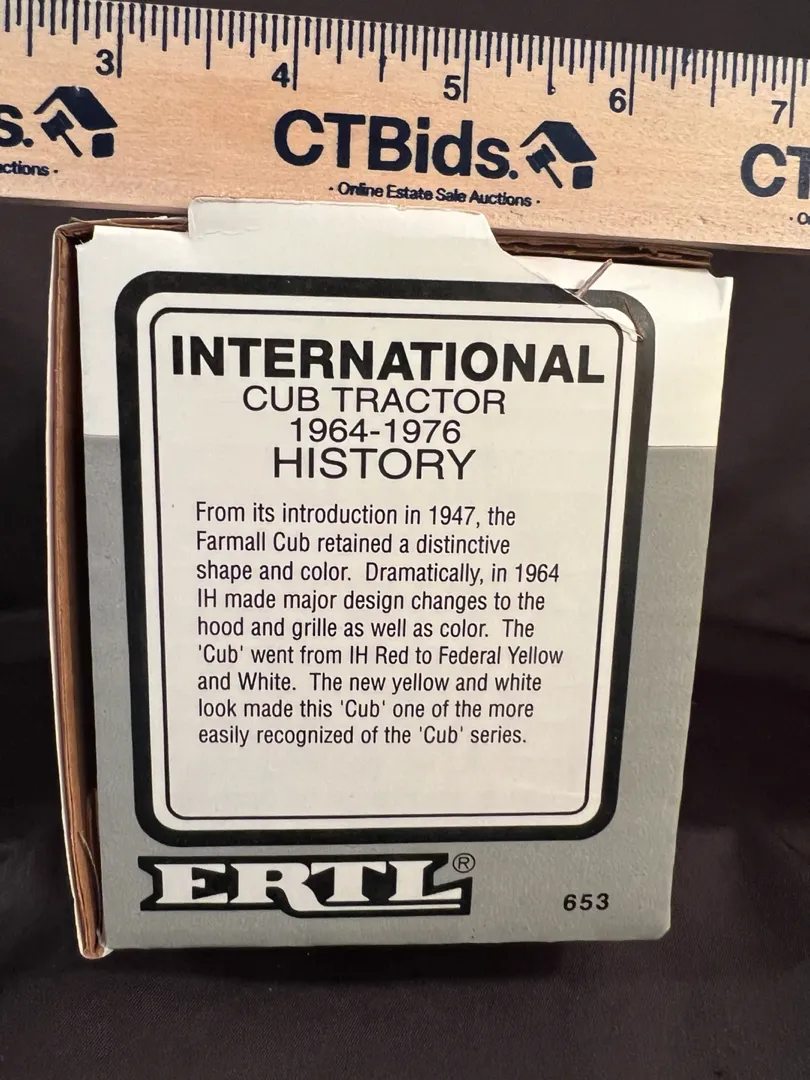 3 4 5 6 7
s. CTBids. CT
ctions · · Online Estate Sale Auctions · · O
INTERNATIONAL
CUB TRACTOR
1964-1976
HISTORY
From its introduction in 1947, the
Farmall Cub retained a distinctive
shape and color. Dramatically, in 1964
IH made major design changes to the
hood and grille as well as color. The
'Cub' went from IH Red to Federal Yellow
and White. The new yellow and white
look made this 'Cub' one of the more
easily recognized of the 'Cub' series.
ERTL®
653